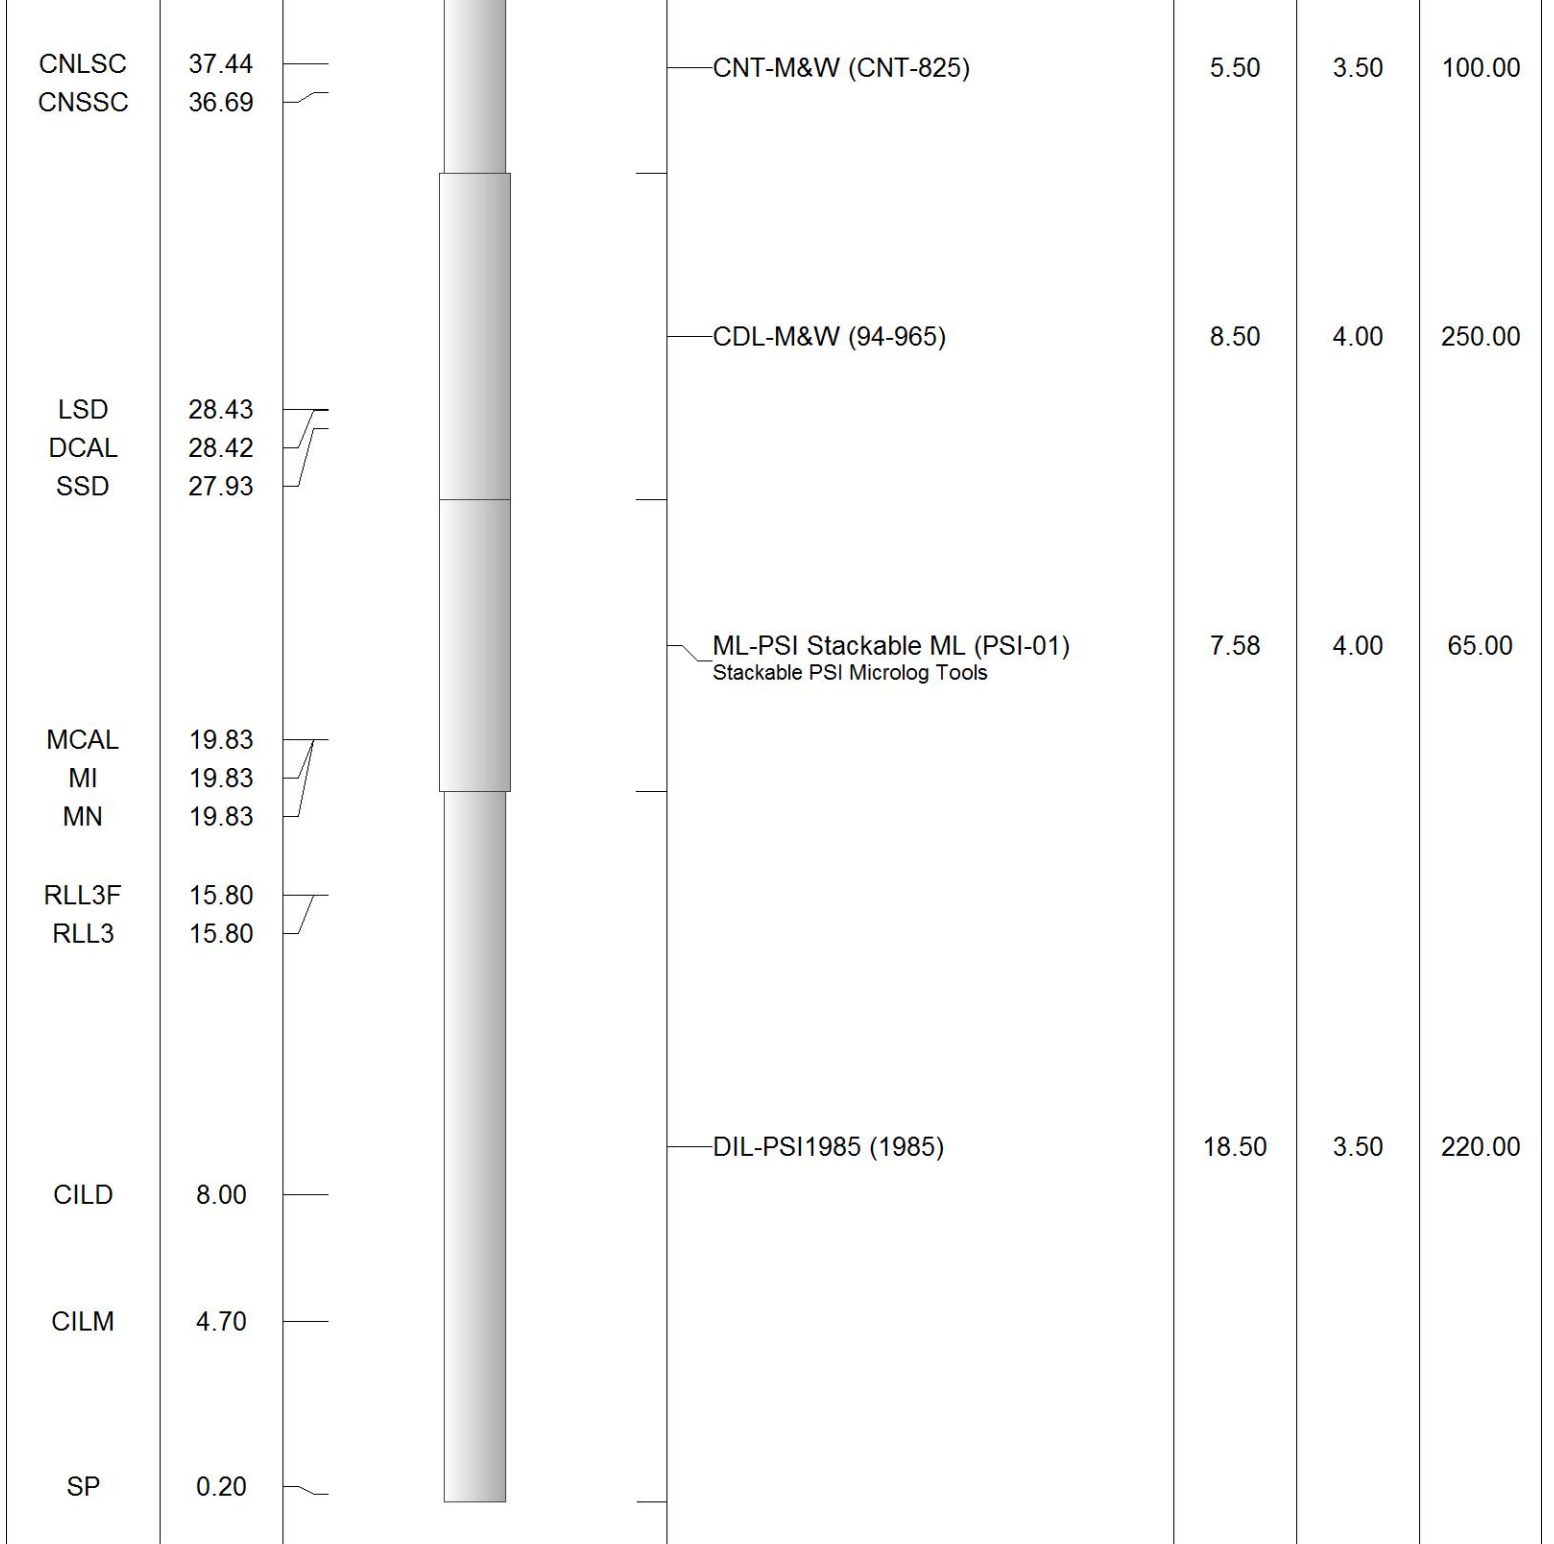 CNLSC 37.44 CNT-M&W (CNT-825) 5.50 3.50 100.00
CNSSC 36.69
CDL-M&W (94-965) 8.50 4.00 250.00
LSD 28.43
DCAL 28.42
SSD 27.93
ML-PSI Stackable ML (PSI-01) 7.58 4.00 65.00
Stackable PSI Microlog Tools
MCAL 19.83
MI 19.83
MN 19.83
RLL3F 15.80
RLL3 15.80
DIL-PSI1985 (1985) 18.50 3.50 220.00
CILD 8.00
CILM 4.70
SP 0.20